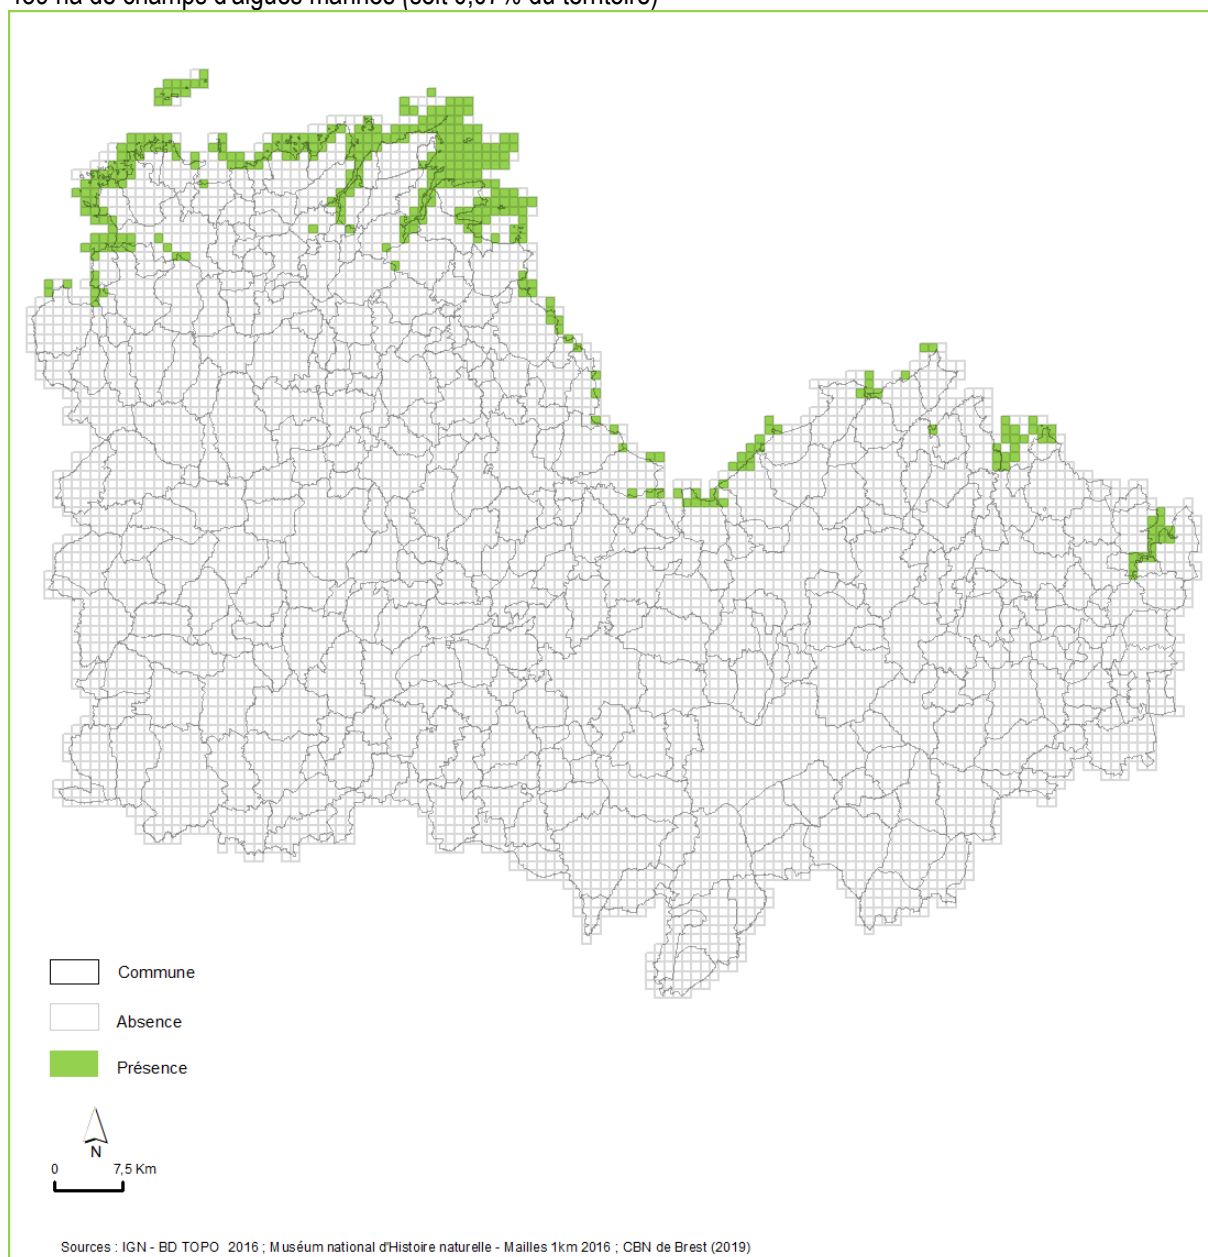 Commune
Absence
Présence
N
0 7,5 Km
Sources : IGN - BD TOPO 2016 ; Muséum national d'Histoire naturelle - Mailles 1km 2016 ; CBN de Brest (2019)